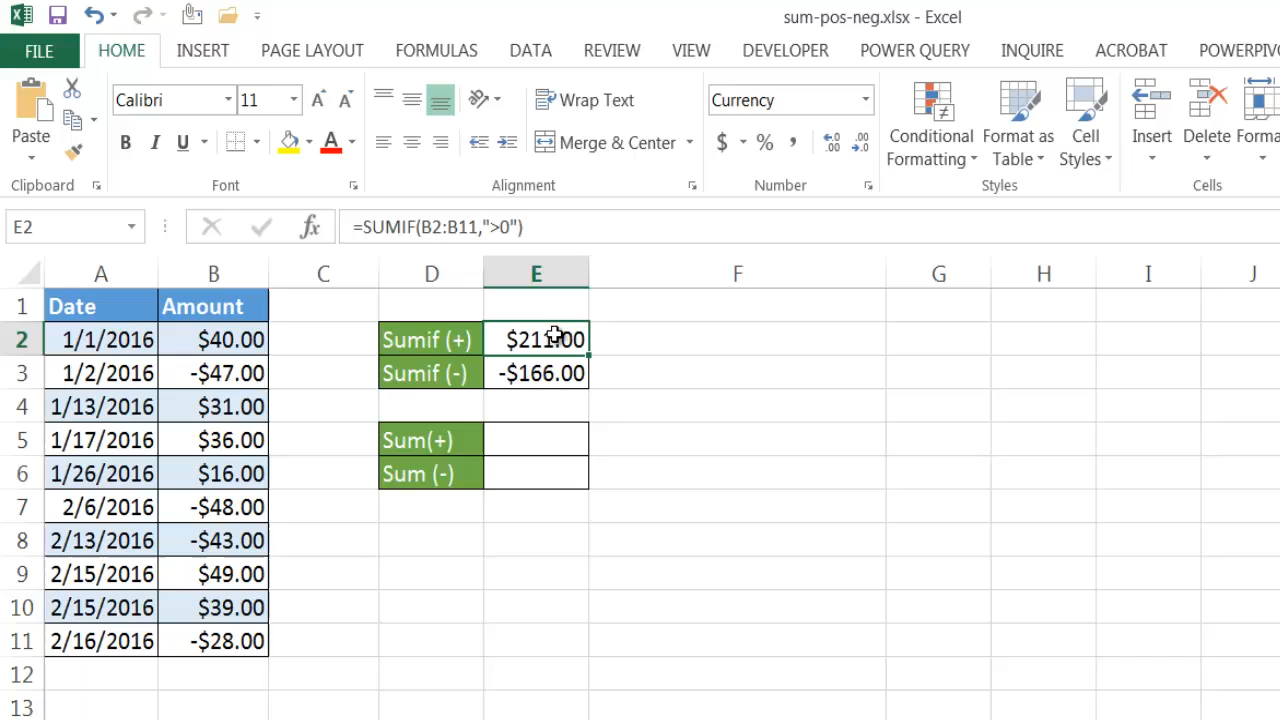 sum-pos-neg.xlsx - Excel
FILE HOME INSERT PAGE LAYOUT FORMULAS DATA REVIEW VIEW DEVELOPER POWER QUERY INQUIRE ACROBAT POWERPIV
Calibri 11 Wrap Text Currency
Paste B I U A Merge & Center $ % , .00 .00 Conditional Formatting Format as Table Cell Styles Insert Delete Forma
Clipboard Font Alignment Number Styles Cells
E2 fx =SUMIF(B2:B11,">0")
A B C D E F G H I J
1 Date Amount
2 1/1/2016 $40.00 Sumif (+) $211.00
3 1/2/2016 -$47.00 Sumif (-) -$166.00
4 1/13/2016 $31.00
5 1/17/2016 $36.00 Sum(+)
6 1/26/2016 $16.00 Sum (-)
7 2/6/2016 -$48.00
8 2/13/2016 -$43.00
9 2/15/2016 $49.00
10 2/15/2016 $39.00
11 2/16/2016 -$28.00
12
13